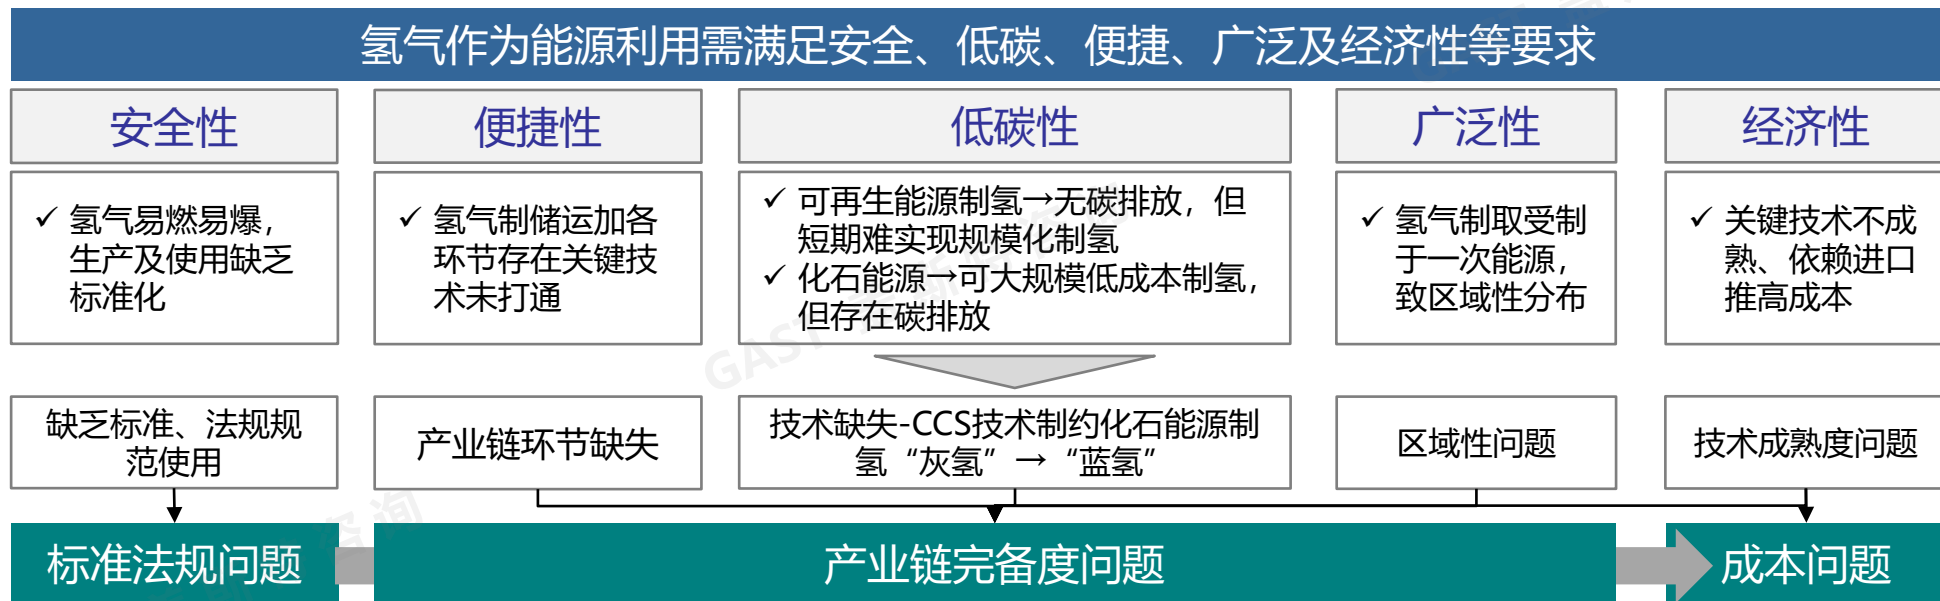 氢气作为能源利用需满足安全、低碳、便捷、广泛及经济性等要求
安全性
便捷性
低碳性
广泛性
经济性
✓ 氢气易燃易爆，
生产及使用缺乏
标准化
✓ 氢气制储运加各
环节存在关键技
术未打通
✓ 可再生能源制氢→无碳排放，但
短期难实现规模化制氢
✓ 化石能源→可大规模低成本制氢，
但存在碳排放
✓ 氢气制取受制
于一次能源，
致区域性分布
✓ 关键技术不成
熟、依赖进口
推高成本
缺乏标准、法规规
范使用
产业链环节缺失
技术缺失-CCS技术制约化石能源制
氢“灰氢”→“蓝氢”
区域性问题
技术成熟度问题
标准法规问题
产业链完备度问题
成本问题